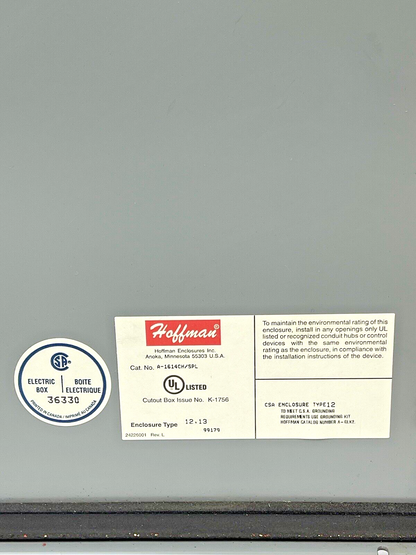 Hoffman®
Hoffman Enclosures Inc.
Anoka, Minnesota 55303 U.S.A.
Cat. No. A-1614CH/SPL
UL LISTED
Cutout Box Issue No. K-1756
Enclosure Type 12.13
99179
24220001 Rev. L
To maintain the environmental rating of this
enclosure, install in any openings only UL
listed or recognized conduit hubs or control
devices with the same environmental
rating as the enclosure, in compliance with
the installation instructions of the device.
CSA ENCLOSURE TYPE 12
TO MEET C.S.A. GROUNDING
REQUIREMENTS USE GROUNDING KIT
HOFFMAN CATALOG NUMBER A-GLK2.
CSA
ELECTRIC BOITE
BOX ELECTRIQUE
36330
PRINTED IN CANADA / IMPRIMÉ AU CANADA